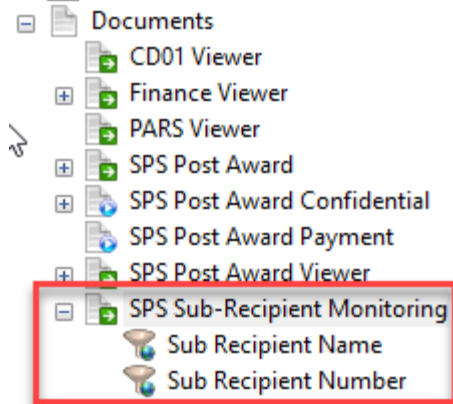 Documents
CD01 Viewer
Finance Viewer
PARS Viewer
SPS Post Award
SPS Post Award Confidential
SPS Post Award Payment
SPS Post Award Viewer
SPS Sub-Recipient Monitoring
Sub Recipient Name
Sub Recipient Number